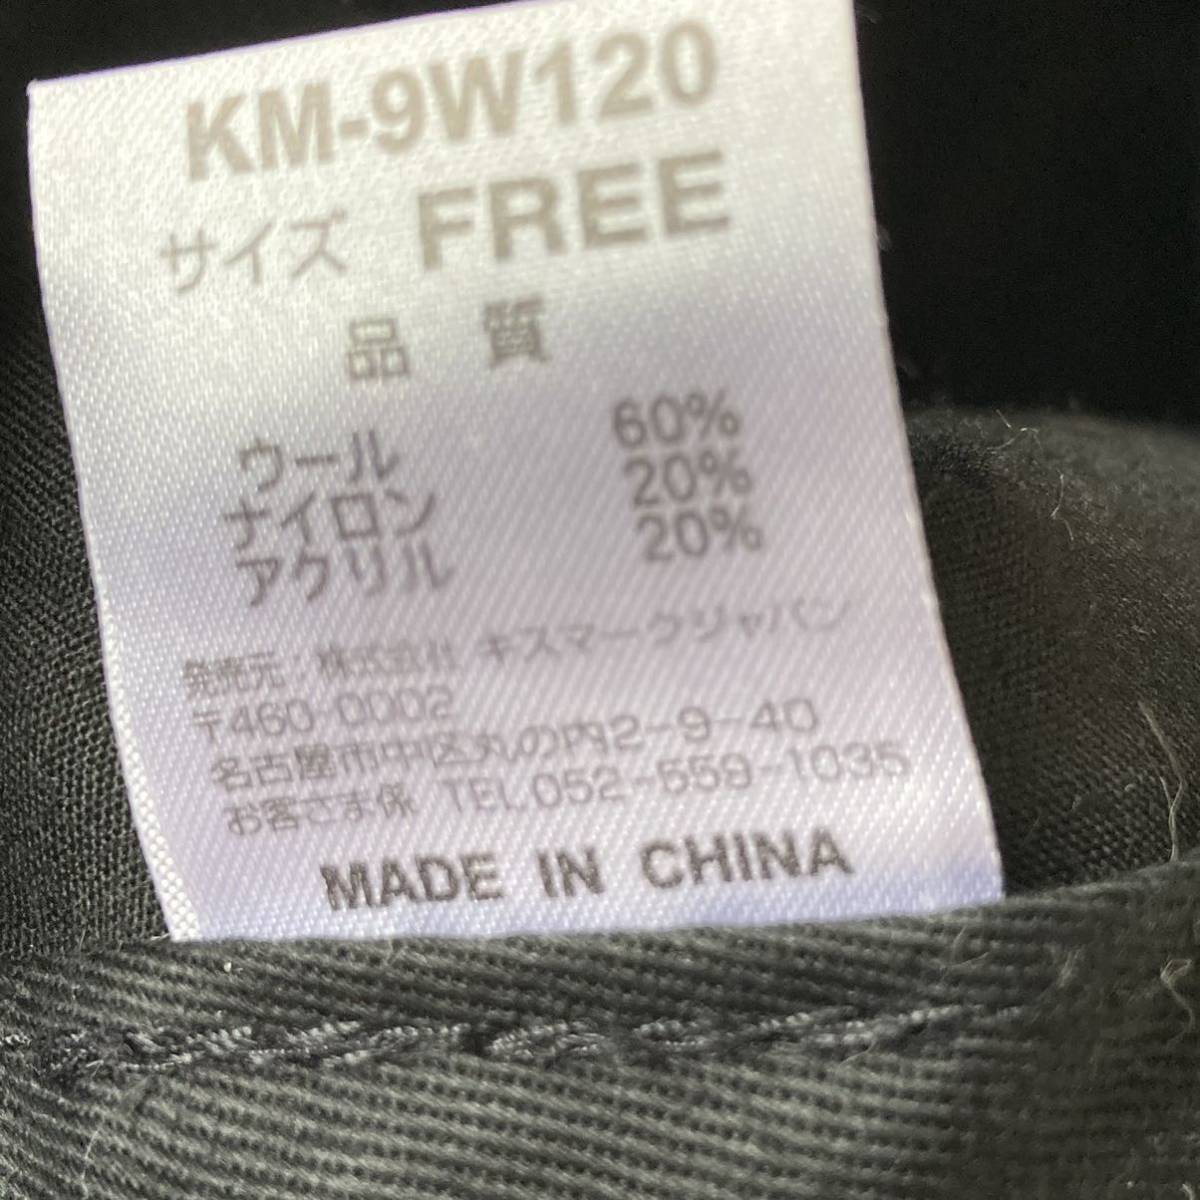 KM-9W120
サイズ FREE
品 質
ウール 60%
ナイロン 20%
アクリル 20%
発売元：株式会社 キスマークジャパン
〒460-0002
名古屋市中区丸の内2-9-40
お客さま係 TEL.052-559-1035
MADE IN CHINA